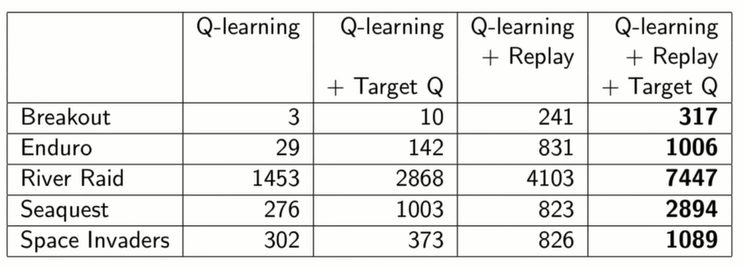 Q-learning Q-learning Q-learning Q-learning
+ Replay + Replay
+ Target Q + Target Q
Breakout 3 10 241 317
Enduro 29 142 831 1006
River Raid 1453 2868 4103 7447
Seaquest 276 1003 823 2894
Space Invaders 302 373 826 1089